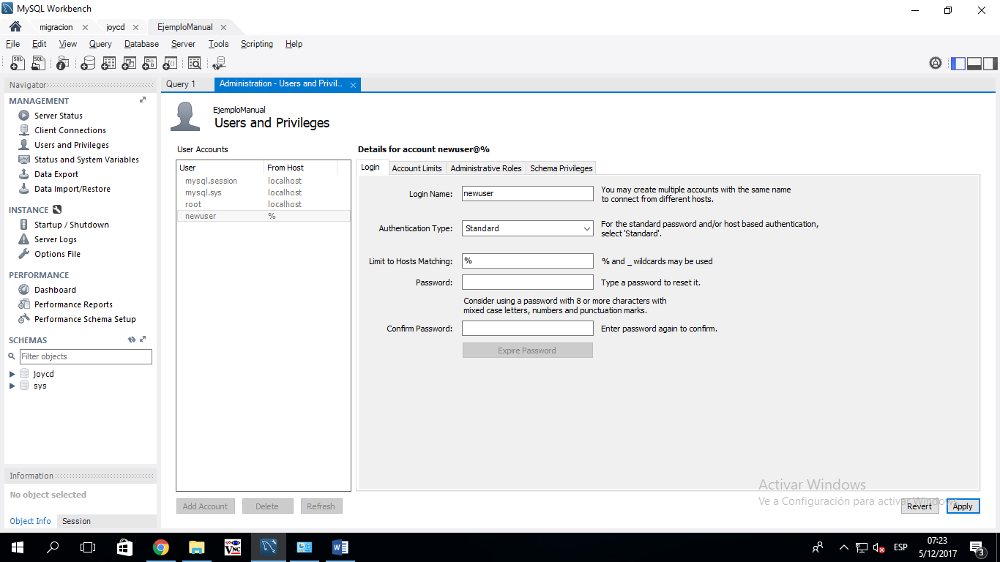 MySQL Workbench
migracion
joycd
EjemploManual
File Edit View Query Database Server Tools Scripting Help
Navigator
MANAGEMENT
Server Status
Client Connections
Users and Privileges
Status and System Variables
Data Export
Data Import/Restore
INSTANCE
Startup / Shutdown
Server Logs
Options File
PERFORMANCE
Dashboard
Performance Reports
Performance Schema Setup
SCHEMAS
Filter objects
joycd
sys
Information
No object selected
Object Info Session
Query 1
Administration - Users and Privil...
EjemploManual
Users and Privileges
User Accounts
User From Host
mysql.session localhost
mysql.sys localhost
root localhost
newuser %
Add Account Delete Refresh
Details for account newuser@%
Login Account Limits Administrative Roles Schema Privileges
Login Name: newuser
You may create multiple accounts with the same name
to connect from different hosts.
Authentication Type: Standard
For the standard password and/or host based authentication,
select 'Standard'.
Limit to Hosts Matching: % % and _ wildcards may be used
Password: Type a password to reset it.
Consider using a password with 8 or more characters with
mixed case letters, numbers and punctuation marks.
Confirm Password: Enter password again to confirm.
Expire Password
Activar Windows
Ve a Configuración para activar Windows.
Revert Apply
VNC
ESP
07:23
5/12/2017
3